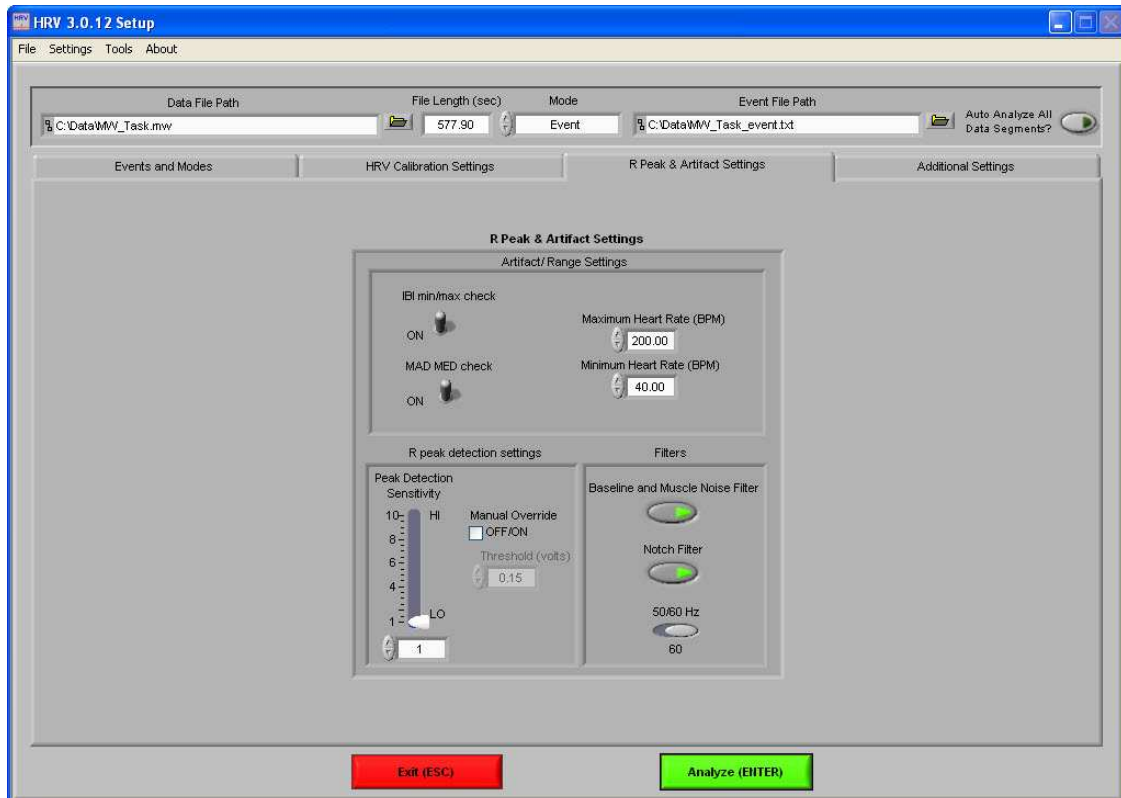 HRV 3.0.12 Setup
File Settings Tools About
Data File Path File Length (sec) Mode Event File Path
C:\Data\MW_Task.mw 577.90 Event C:\Data\MW_Task_event.txt
Auto Analyze All
Data Segments?
Events and Modes HRV Calibration Settings R Peak & Artifact Settings Additional Settings
R Peak & Artifact Settings
Artifact/ Range Settings
IBI min/max check
ON
Maximum Heart Rate (BPM)
200.00
MAD MED check
ON
Minimum Heart Rate (BPM)
40.00
R peak detection settings
Peak Detection
Sensitivity
10 HI
8
6
4
1 LO
1
Manual Override
OFF/ON
Threshold (volts)
0.15
Filters
Baseline and Muscle Noise Filter
Notch Filter
50/60 Hz
60
Exit (ESC) Analyze (ENTER)